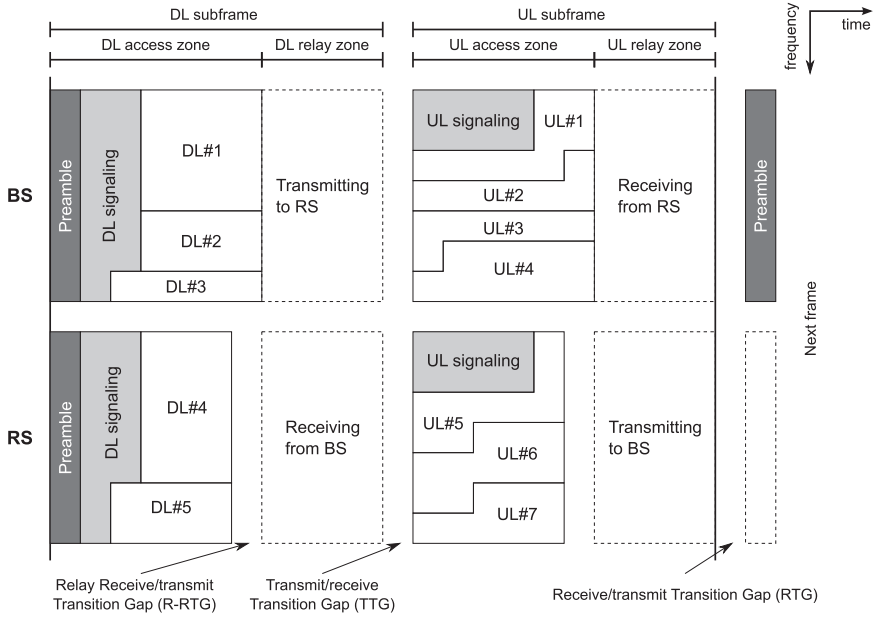 DL subframe
UL subframe
frequency
time
DL access zone
DL relay zone
UL access zone
UL relay zone
BS
Preamble
DL signaling
DL#1
DL#2
DL#3
Transmitting
to RS
UL signaling
UL#1
UL#2
UL#3
UL#4
Receiving
from RS
Preamble
Next frame
RS
Preamble
DL signaling
DL#4
DL#5
Receiving
from BS
UL signaling
UL#5
UL#6
UL#7
Transmitting
to BS
Relay Receive/transmit
Transition Gap (R-RTG)
Transmit/receive
Transition Gap (TTG)
Receive/transmit Transition Gap (RTG)